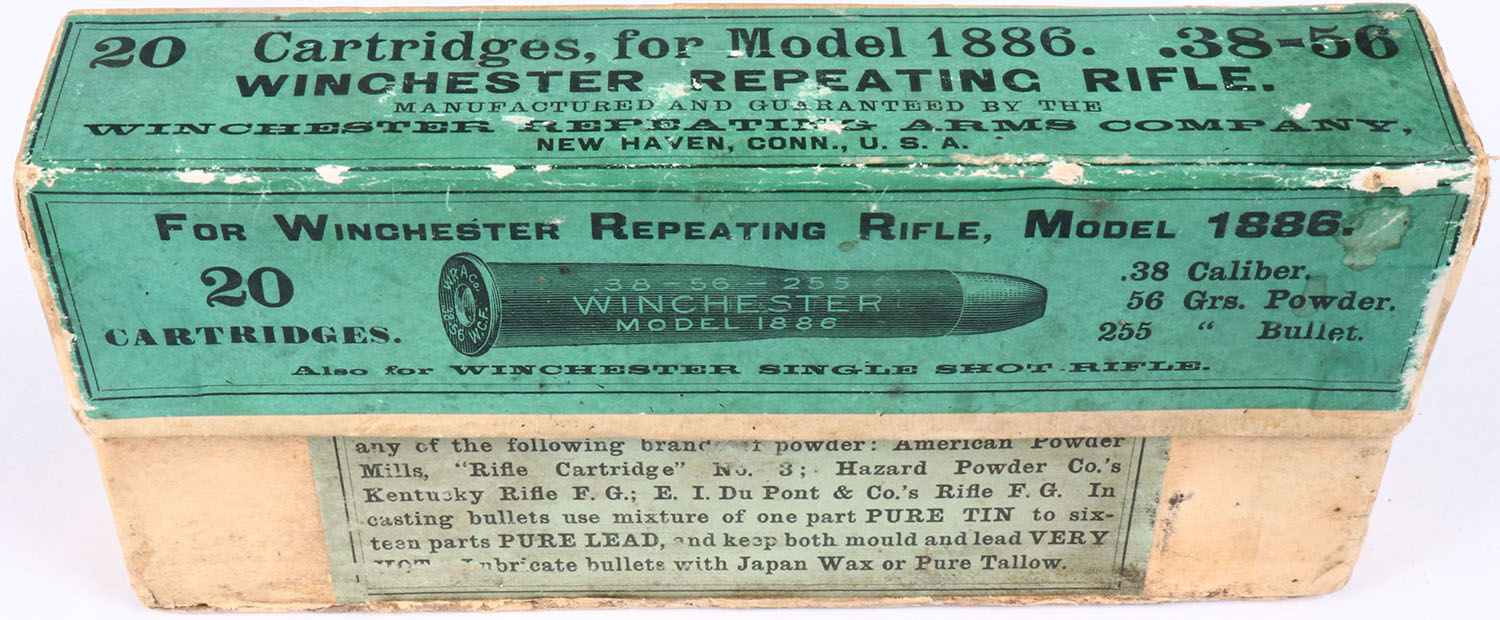 20 Cartridges, for Model 1886. .38-56
WINCHESTER REPEATING RIFLE.
MANUFACTURED AND GUARANTEED BY THE
WINCHESTER REPEATING ARMS COMPANY,
NEW HAVEN, CONN., U. S. A.
FOR WINCHESTER REPEATING RIFLE, MODEL 1886.
20
CARTRIDGES.
W.R.A.Co.
38-56
W.C.F.
.38-56-255
WINCHESTER
MODEL 1886
.38 Caliber.
56 Grs. Powder.
255 “ Bullet.
Also for WINCHESTER SINGLE SHOT RIFLE.
any of the following brands of powder: American Powder
Mills, “Rifle Cartridge” No. 3; Hazard Powder Co.'s
Kentucky Rifle F. G.; E. I. Du Pont & Co.'s Rifle F. G. In
casting bullets use mixture of one part PURE TIN to six-
teen parts PURE LEAD, and keep both mould and lead VERY
HOT. Lubricate bullets with Japan Wax or Pure Tallow.